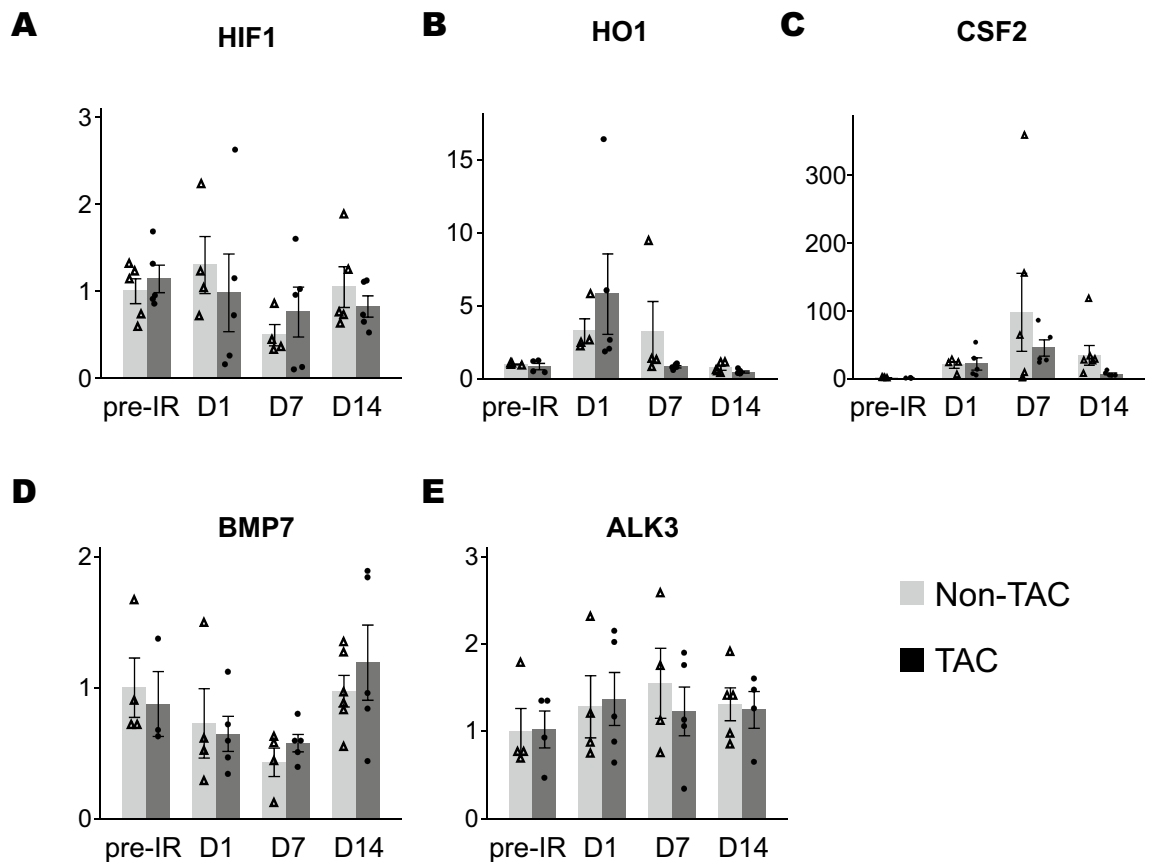 A
HIF1
3
2
1
0
pre-IR D1 D7 D14
B
HO1
15
10
5
0
pre-IR D1 D7 D14
C
CSF2
300
200
100
0
pre-IR D1 D7 D14
D
BMP7
2
1
0
pre-IR D1 D7 D14
E
ALK3
3
2
1
0
pre-IR D1 D7 D14
Non-TAC
TAC